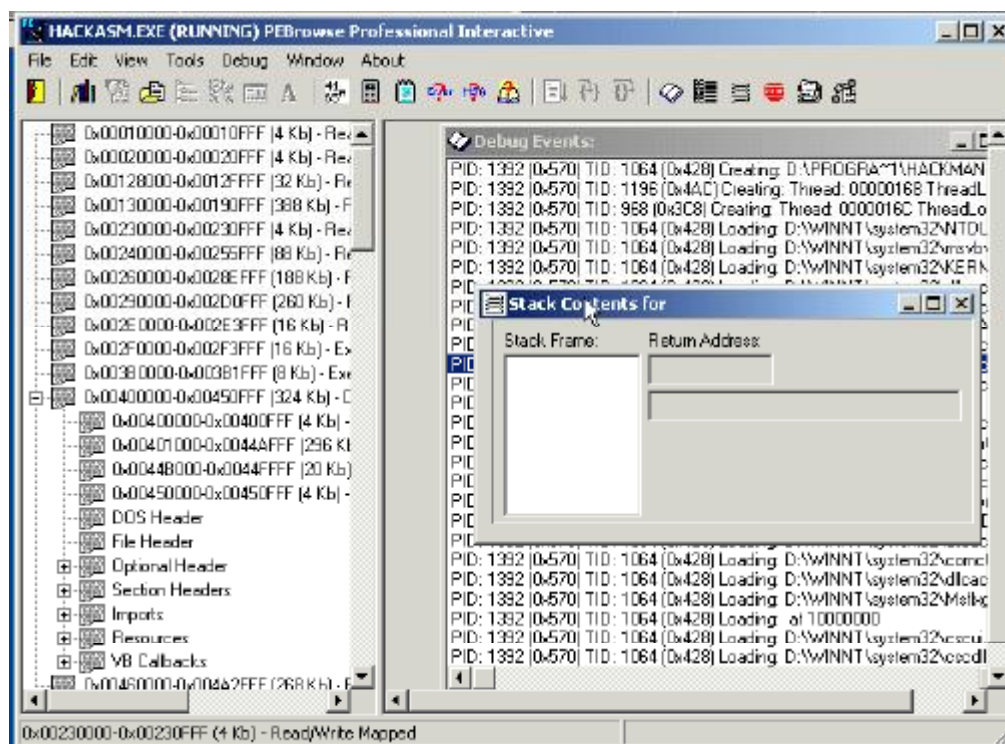 HACKASM.EXE (RUNNING) PEBrowse Professional Interactive
File Edit View Tools Debug Window About
0x00010000-0x00010FFF (4 Kb) - Rea
0x00020000-0x00020FFF (4 Kb) - Rea
0x00128000-0x0012FFFF (32 Kb) - Re
0x00130000-0x00190FFF (388 Kb) - F
0x00230000-0x00230FFF (4 Kb) - Rea
0x00240000-0x00255FFF (88 Kb) - Re
0x00260000-0x0028EFFF (188 Kb) - F
0x00290000-0x002D0FFF (260 Kb) - F
0x002E0000-0x002E3FFF (16 Kb) - R
0x002F0000-0x002F3FFF (16 Kb) - Ex
0x00380000-0x00381FFF (8 Kb) - Exe
0x00400000-0x00450FFF (324 Kb) - C
0x00400000-0x00400FFF (4 Kb) -
0x00401000-0x0044AFFF (296 Kb
0x0044B000-0x0044FFFF (20 Kb)
0x00450000-0x00450FFF (4 Kb) -
DOS Header
File Header
Optional Header
Section Headers
Imports
Resources
VB Callbacks
0x00460000-0x004A2FFF (268 Kb) - F
Debug Events:
PID: 1392 (0x570) TID: 1064 (0x428) Creating: D:\PROGRA~1\HACKMAN
PID: 1392 (0x570) TID: 1196 (0x4AC) Creating: Thread: 00000168 ThreadL
PID: 1392 (0x570) TID: 968 (0x3C8) Creating: Thread: 0000016C ThreadLo
PID: 1392 (0x570) TID: 1064 (0x428) Loading: D:\WINNT\system32\NTDL
PID: 1392 (0x570) TID: 1064 (0x428) Loading: D:\WINNT\system32\msvbv
PID: 1392 (0x570) TID: 1064 (0x428) Loading: D:\WINNT\system32\KERN
Stack Contents for
Stack Frame: Return Address:
PID: 1392 (0x570) TID: 1064 (0x428) Loading: D:\WINNT\system32\comct
PID: 1392 (0x570) TID: 1064 (0x428) Loading: D:\WINNT\system32\dllcac
PID: 1392 (0x570) TID: 1064 (0x428) Loading: D:\WINNT\system32\Msfkg
PID: 1392 (0x570) TID: 1064 (0x428) Loading: at 10000000
PID: 1392 (0x570) TID: 1064 (0x428) Loading: D:\WINNT\system32\cscui.
PID: 1392 (0x570) TID: 1064 (0x428) Loading: D:\WINNT\system32\cscdll
0x00230000-0x00230FFF (4 Kb) - Read/Write Mapped